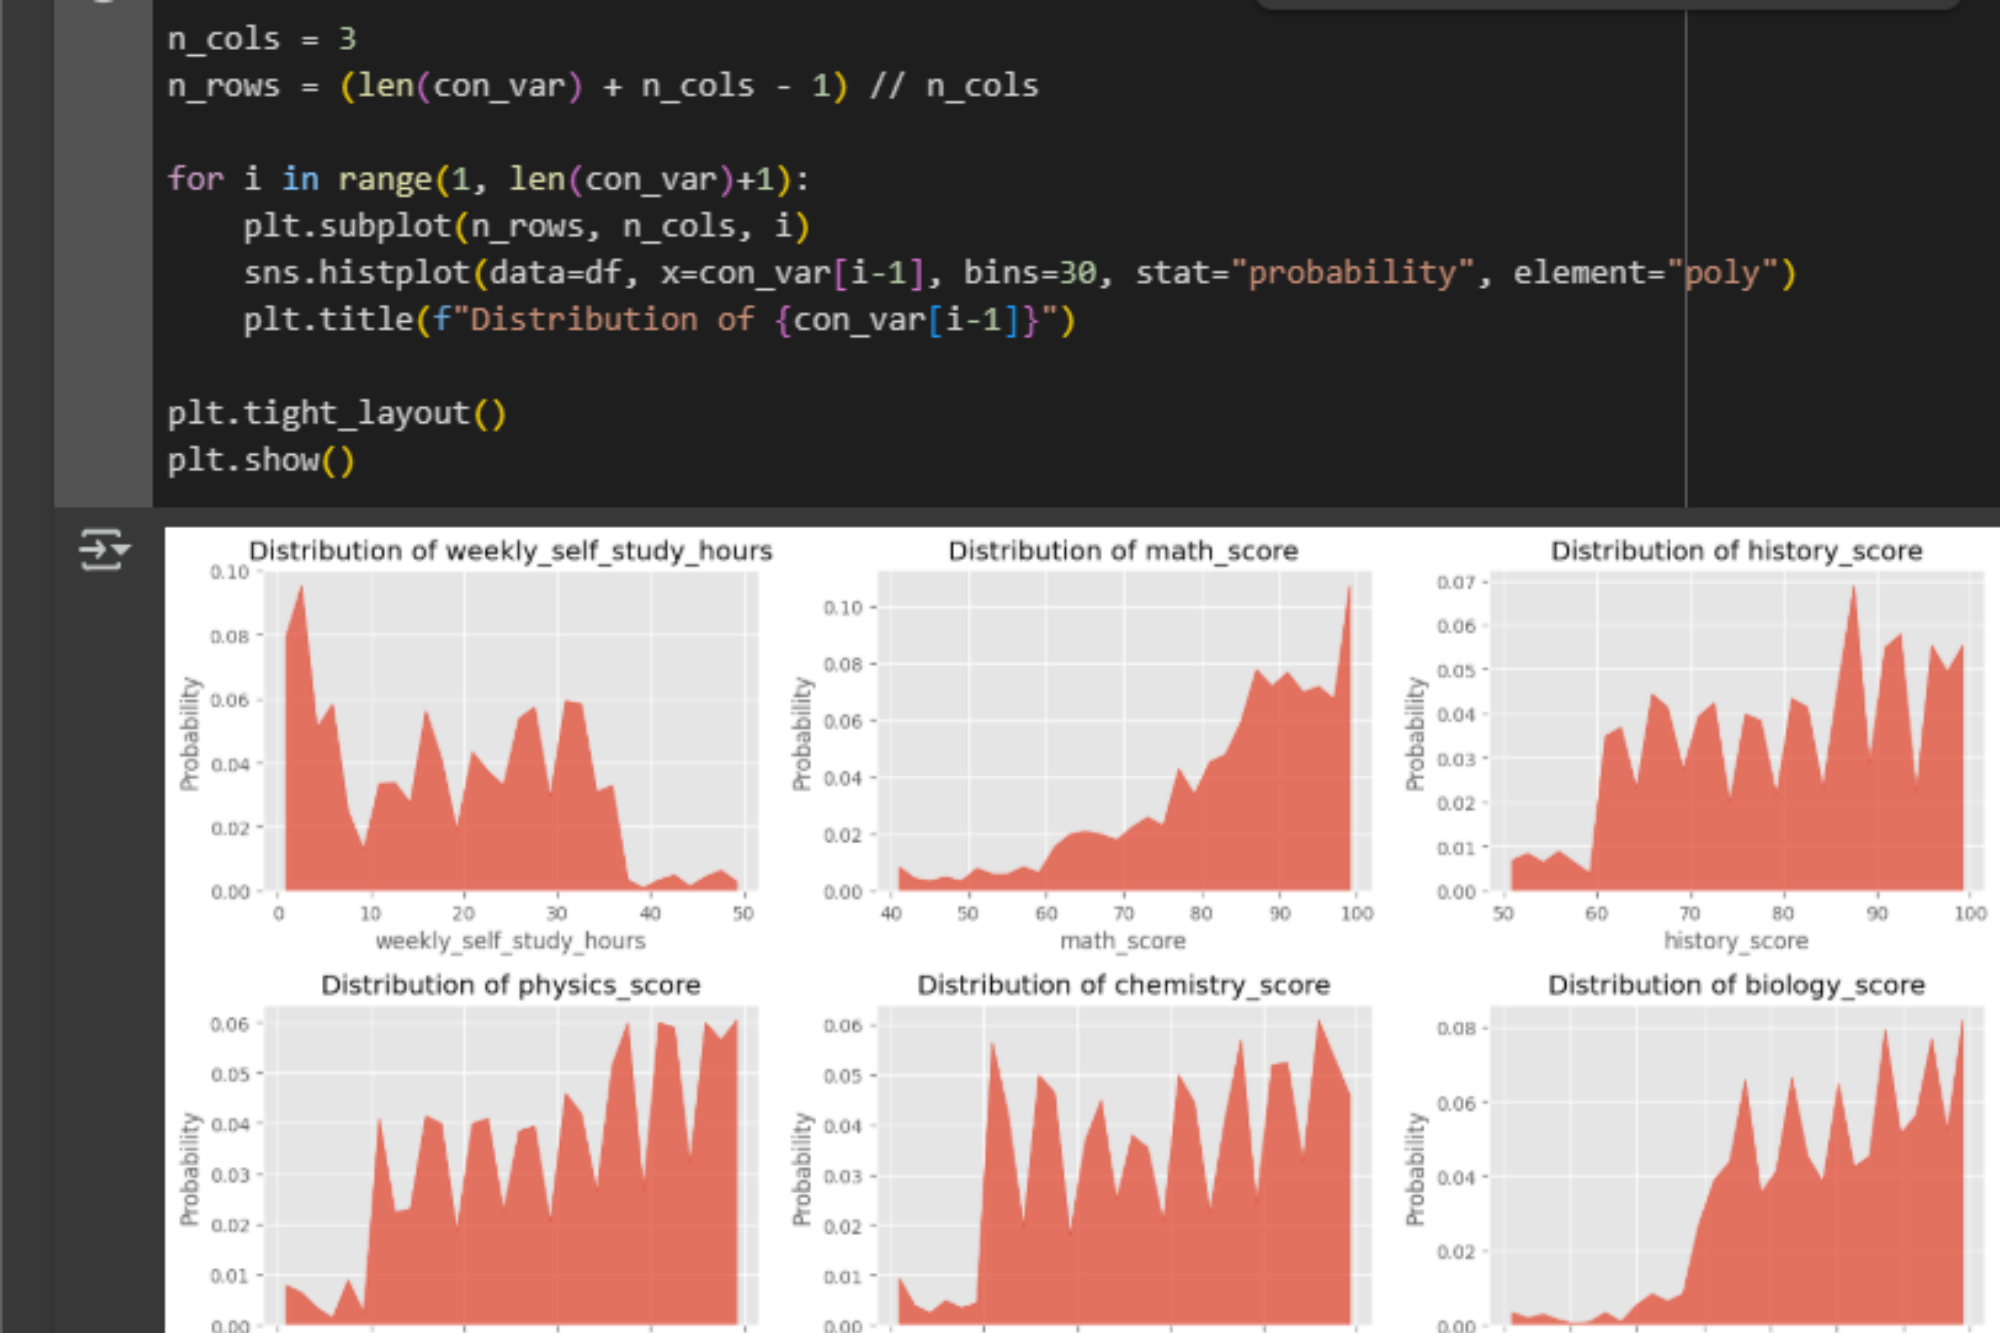 n_cols = 3
n_rows = (len(con_var) + n_cols - 1) // n_cols
for i in range(1, len(con_var)+1):
    plt.subplot(n_rows, n_cols, i)
    sns.histplot(data=df, x=con_var[i-1], bins=30, stat="probability", element="poly")
    plt.title(f"Distribution of {con_var[i-1]}")
plt.tight_layout()
plt.show()
Distribution of weekly_self_study_hours
Probability
0.10
0.08
0.06
0.04
0.02
0.00
0 10 20 30 40 50
weekly_self_study_hours
Distribution of math_score
Probability
0.10
0.08
0.06
0.04
0.02
0.00
40 50 60 70 80 90 100
math_score
Distribution of history_score
Probability
0.07
0.06
0.05
0.04
0.03
0.02
0.01
0.00
50 60 70 80 90 100
history_score
Distribution of physics_score
Probability
0.06
0.05
0.04
0.03
0.02
0.01
0.00
Distribution of chemistry_score
Probability
0.06
0.05
0.04
0.03
0.02
0.01
0.00
Distribution of biology_score
Probability
0.08
0.06
0.04
0.02
0.00